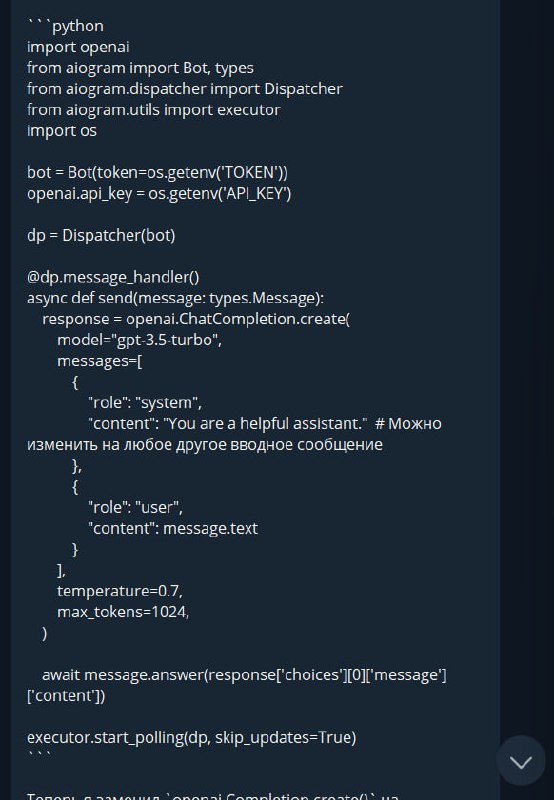 ```python
import openai
from aiogram import Bot, types
from aiogram.dispatcher import Dispatcher
from aiogram.utils import executor
import os

bot = Bot(token=os.getenv('TOKEN'))
openai.api_key = os.getenv('API_KEY')

dp = Dispatcher(bot)

@dp.message_handler()
async def send(message: types.Message):
    response = openai.ChatCompletion.create(
        model="gpt-3.5-turbo",
        messages=[
            {
                "role": "system",
                "content": "You are a helpful assistant."  # Можно
изменить на любое другое вводное сообщение
            },
            {
                "role": "user",
                "content": message.text
            }
        ],
        temperature=0.7,
        max_tokens=1024,
    )

    await message.answer(response['choices'][0]['message']
['content'])

executor.start_polling(dp, skip_updates=True)
```

Теперь я заменил `openai.Completion.create()` на